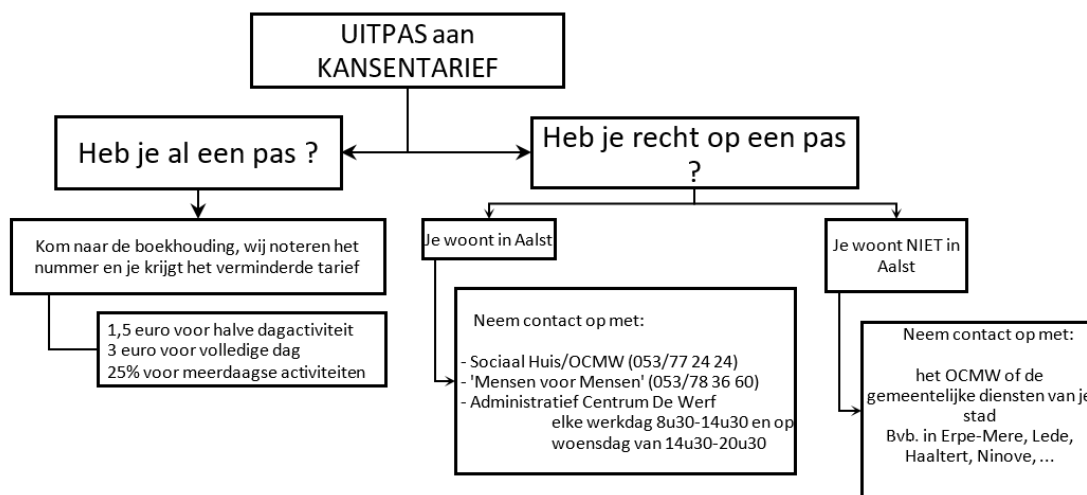 UITPAS aan
KANSENTARIEF
Heb je al een pas ?
Heb je recht op een pas
?
Kom naar de boekhouding, wij noteren het
nummer en je krijgt het verminderde tarief
1,5 euro voor halve dagactiviteit
3 euro voor volledige dag
25% voor meerdaagse activiteiten
Je woont in Aalst
Neem contact op met:
- Sociaal Huis/OCMW (053/77 24 24)
- 'Mensen voor Mensen' (053/78 36 60)
- Administratief Centrum De Werf
elke werkdag 8u30-14u30 en op
woensdag van 14u30-20u30
Je woont NIET in
Aalst
Neem contact op met:
het OCMW of de
gemeentelijke diensten van je
stad
Bvb. in Erpe-Mere, Lede,
Haaltert, Ninove, ...